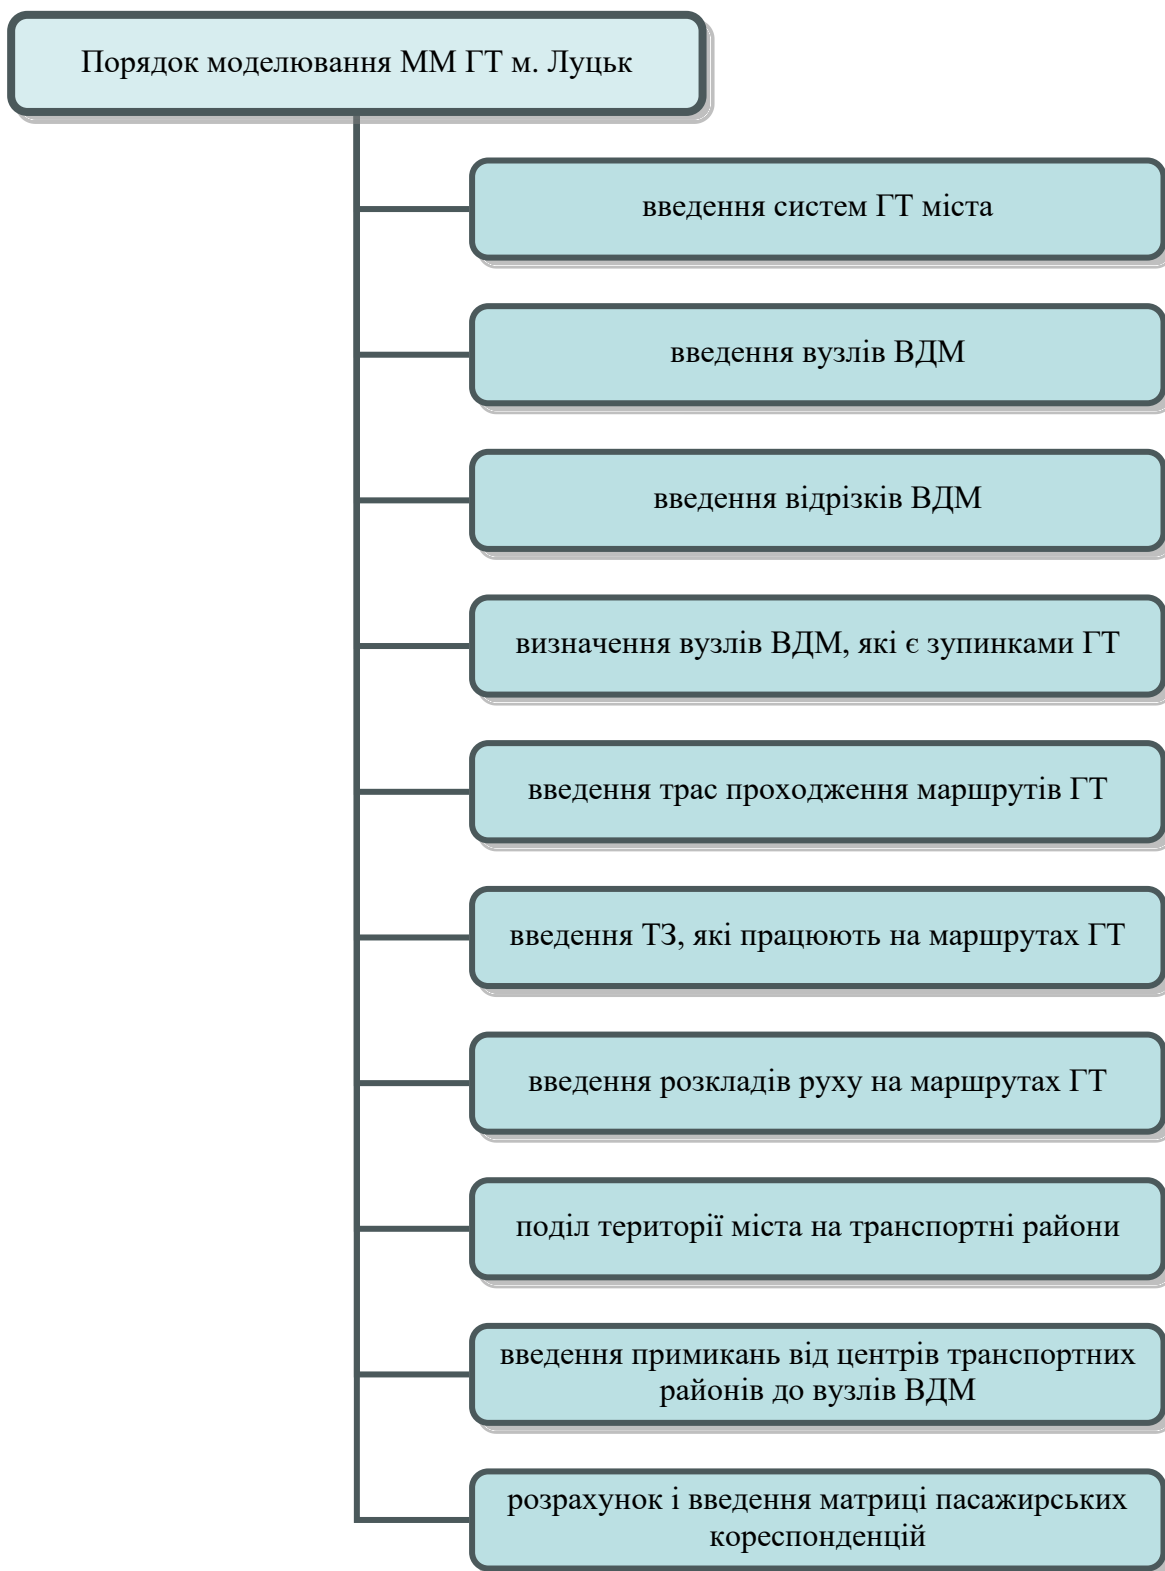 Порядок моделювання ММ ГТ м. Луцьк
введення систем ГТ міста
введення вузлів ВДМ
введення відрізків ВДМ
визначення вузлів ВДМ, які є зупинками ГТ
введення трас проходження маршрутів ГТ
введення ТЗ, які працюють на маршрутах ГТ
введення розкладів руху на маршрутах ГТ
поділ території міста на транспортні райони
введення примикань від центрів транспортних
районів до вузлів ВДМ
розрахунок і введення матриці пасажирських
кореспонденцій